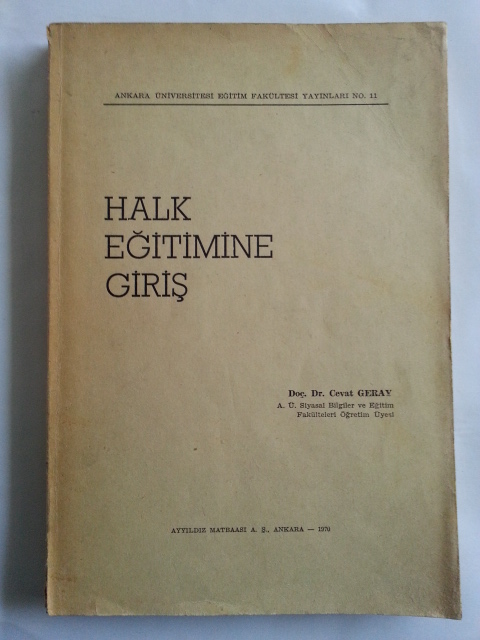 ANKARA ÜNİVERSİTESİ EĞİTİM FAKÜLTESİ YAYINLARI NO. 11
HALK
EĞİTİMİNE
GİRİŞ
Doç. Dr. Cevat GERAY
A. Ü. Siyasal Bilgiler ve Eğitim
Fakülteleri Öğretim Üyesi
AYYILDIZ MATBAASI A. Ş., ANKARA — 1970